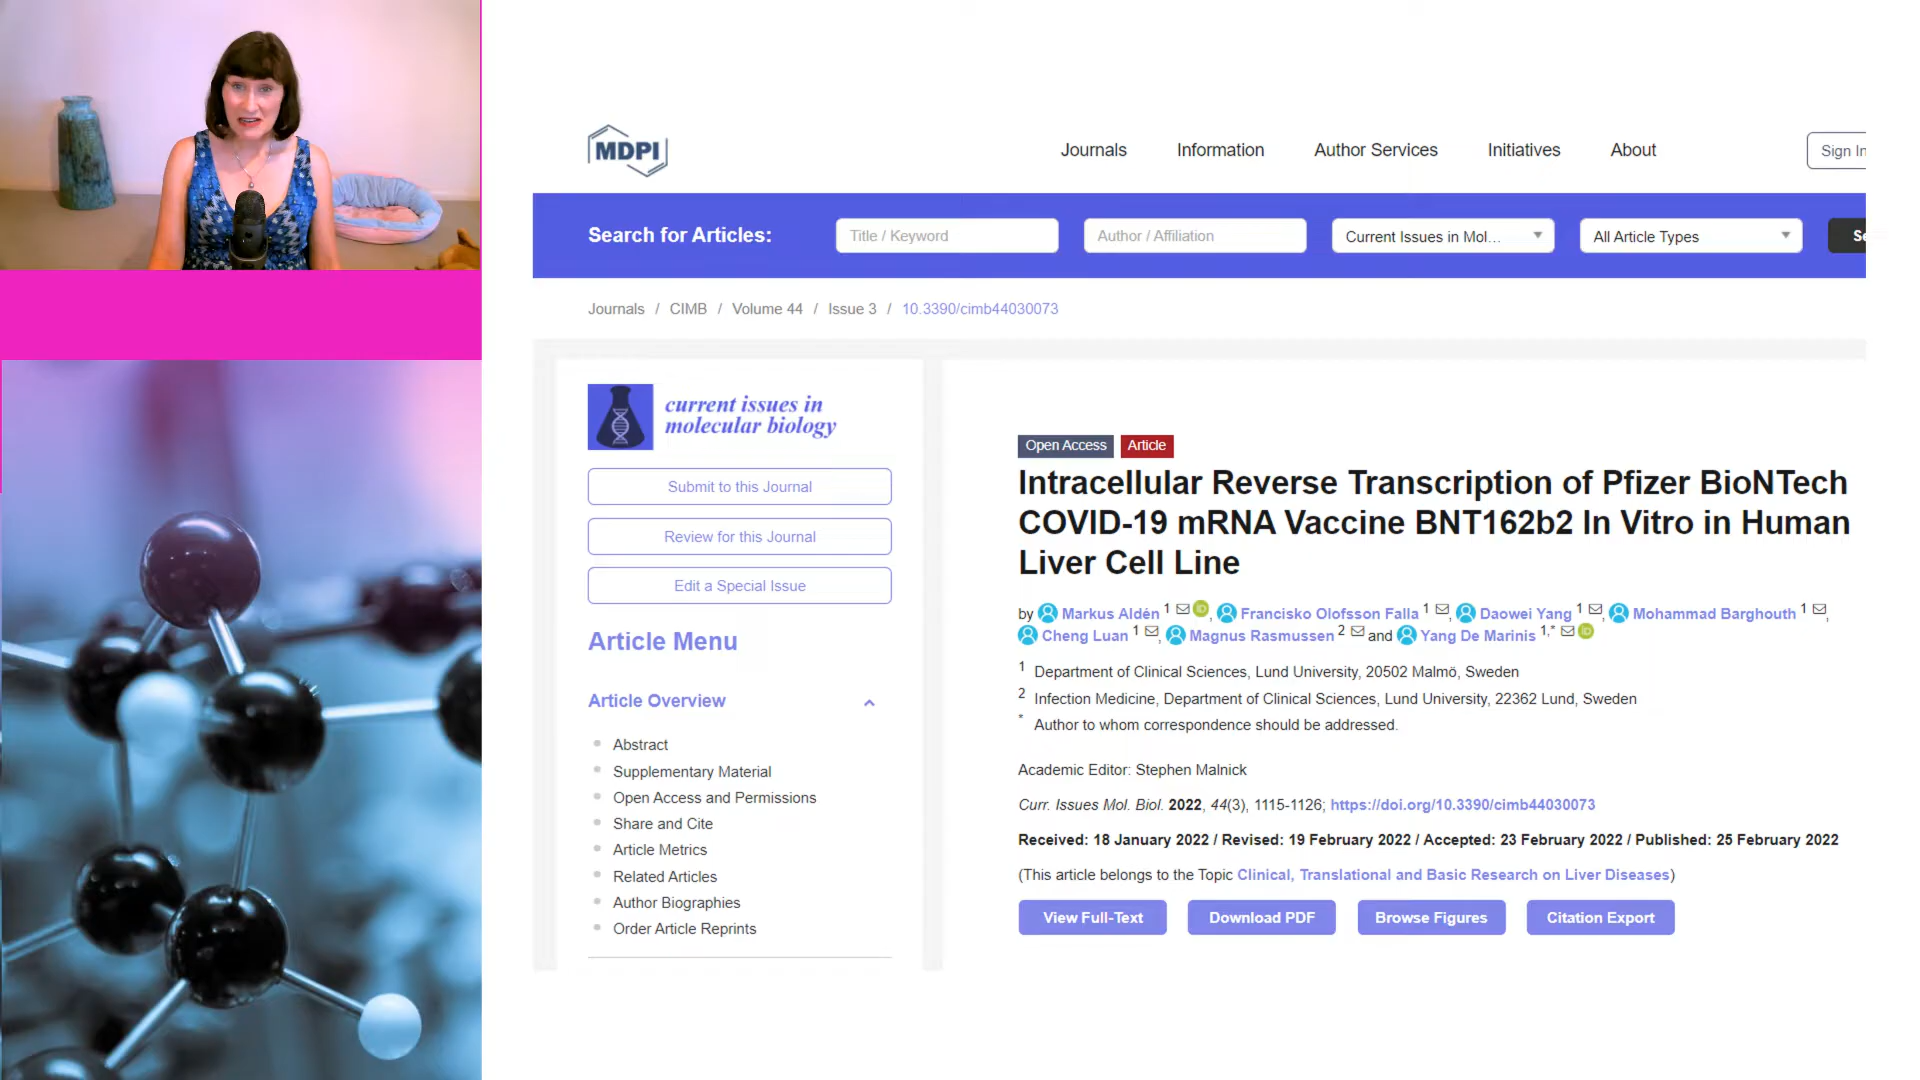 MDPI
Journals Information Author Services Initiatives About Sign In
Search for Articles: Title / Keyword Author / Affiliation Current Issues in Mol... All Article Types Se
Journals / CIMB / Volume 44 / Issue 3 / 10.3390/cimb44030073
current issues in
molecular biology
Submit to this Journal
Review for this Journal
Edit a Special Issue
Article Menu
Article Overview
Abstract
Supplementary Material
Open Access and Permissions
Share and Cite
Article Metrics
Related Articles
Author Biographies
Order Article Reprints
Open Access Article
Intracellular Reverse Transcription of Pfizer BioNTech
COVID-19 mRNA Vaccine BNT162b2 In Vitro in Human
Liver Cell Line
by Markus Aldén 1 iD, Francisko Olofsson Falla 1, Daowei Yang 1, Mohammad Barghouth 1,
Cheng Luan 1, Magnus Rasmussen 2 and Yang De Marinis 1,* iD
1 Department of Clinical Sciences, Lund University, 20502 Malmö, Sweden
2 Infection Medicine, Department of Clinical Sciences, Lund University, 22362 Lund, Sweden
* Author to whom correspondence should be addressed.
Academic Editor: Stephen Malnick
Curr. Issues Mol. Biol. 2022, 44(3), 1115-1126; https://doi.org/10.3390/cimb44030073
Received: 18 January 2022 / Revised: 19 February 2022 / Accepted: 23 February 2022 / Published: 25 February 2022
(This article belongs to the Topic Clinical, Translational and Basic Research on Liver Diseases)
View Full-Text Download PDF Browse Figures Citation Export